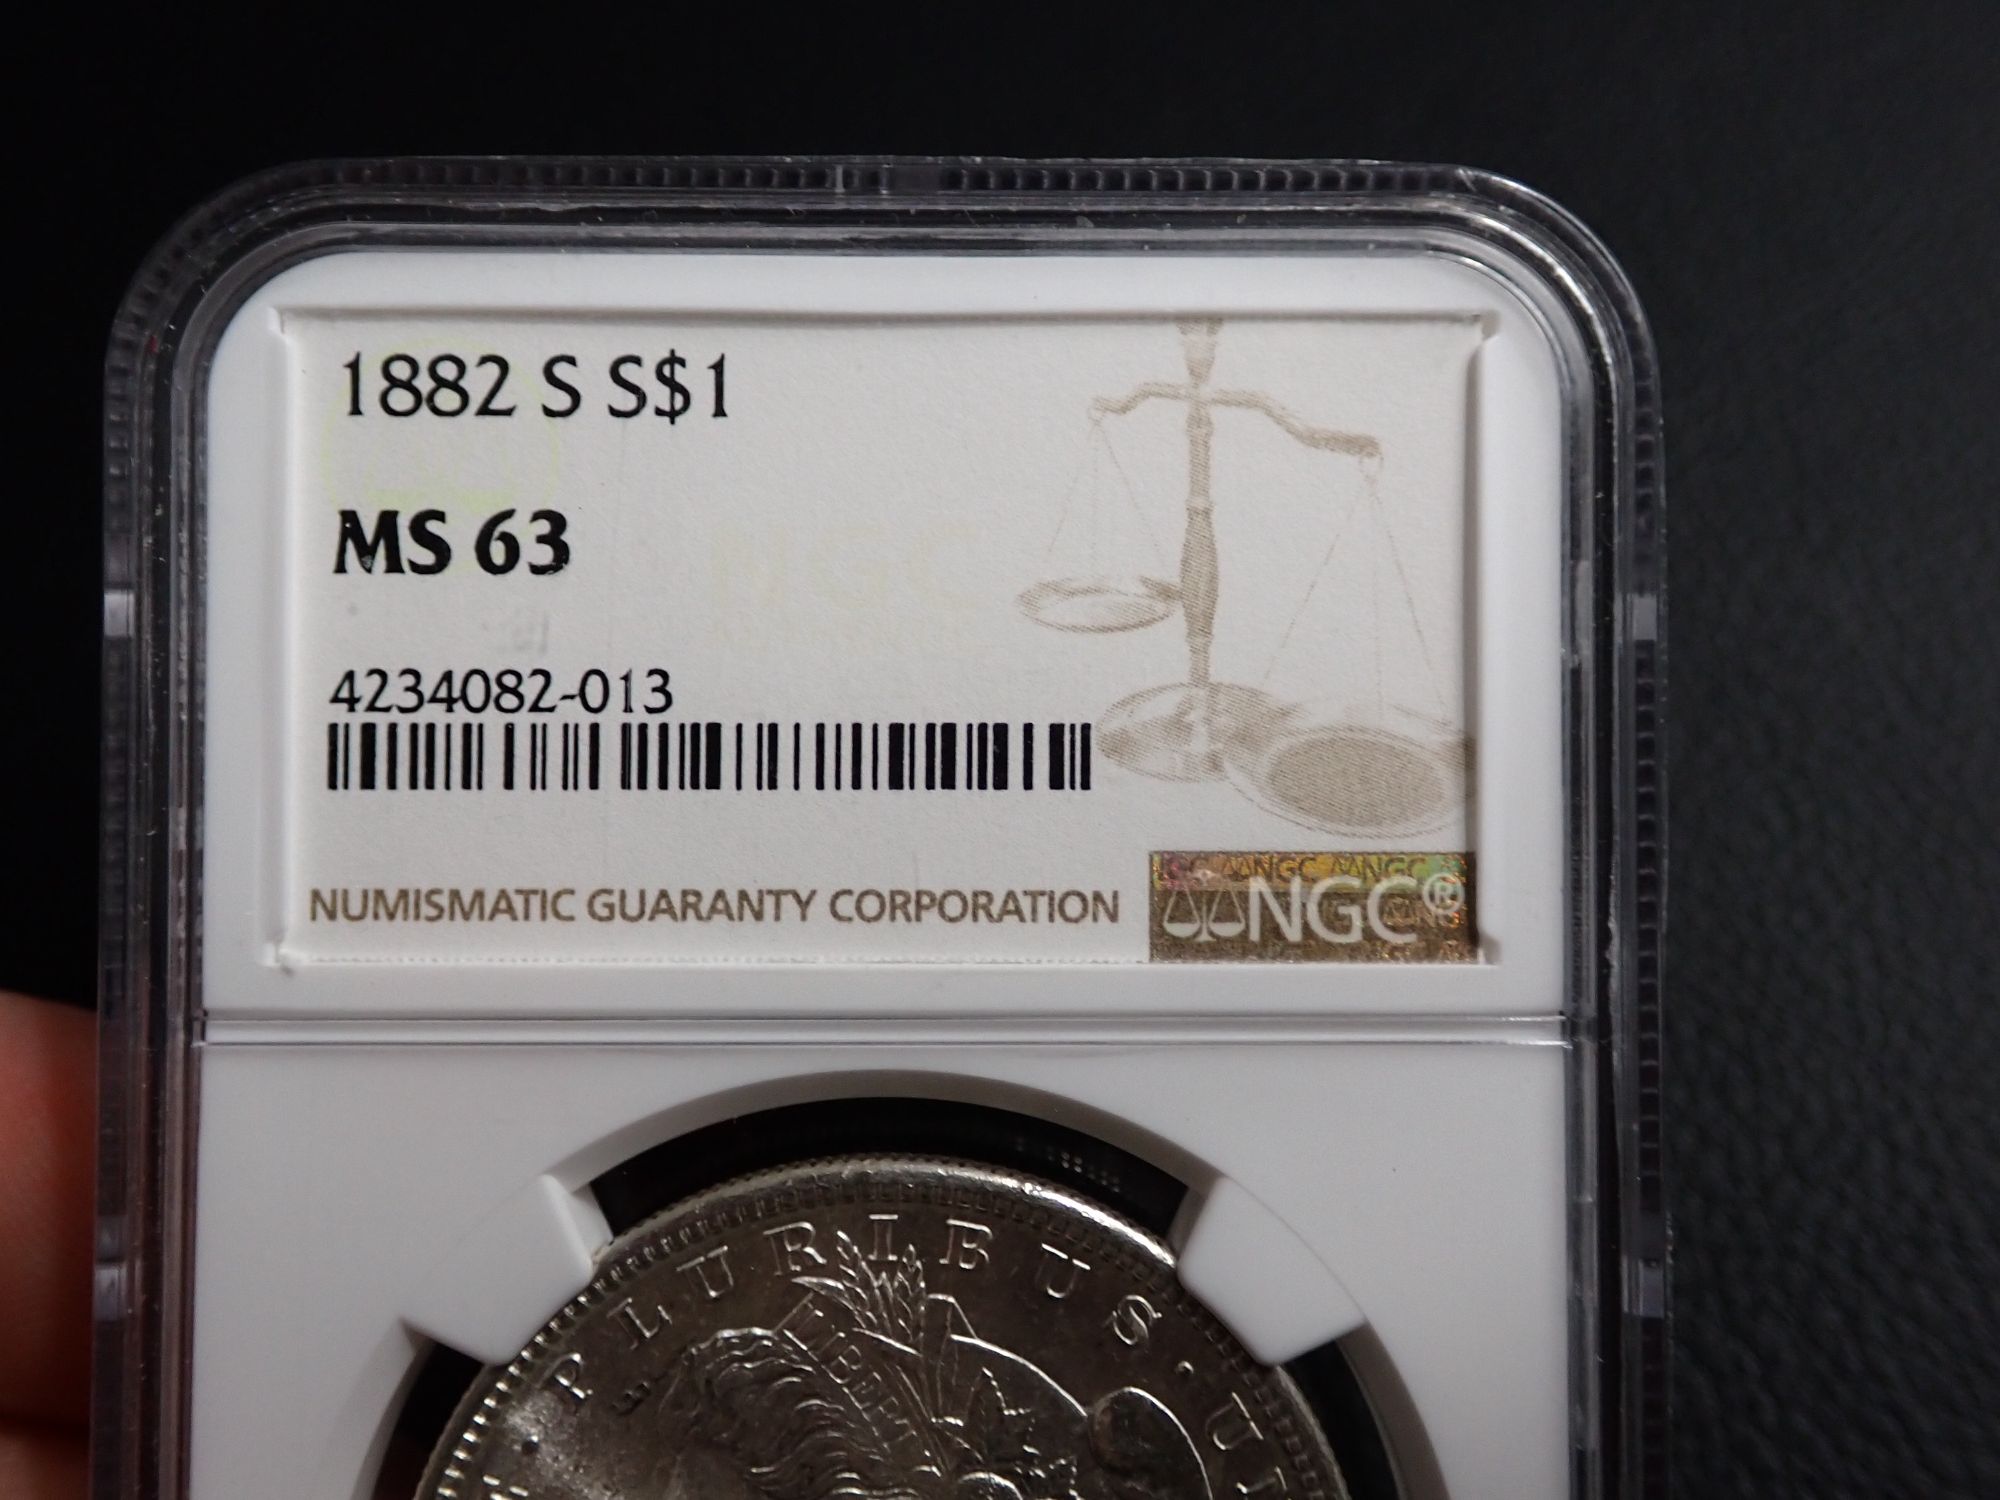 1882 S S$1
MS 63
4234082-013
NUMISMATIC GUARANTY CORPORATION
NGC®
PLURIBUS · U
LIBERTY